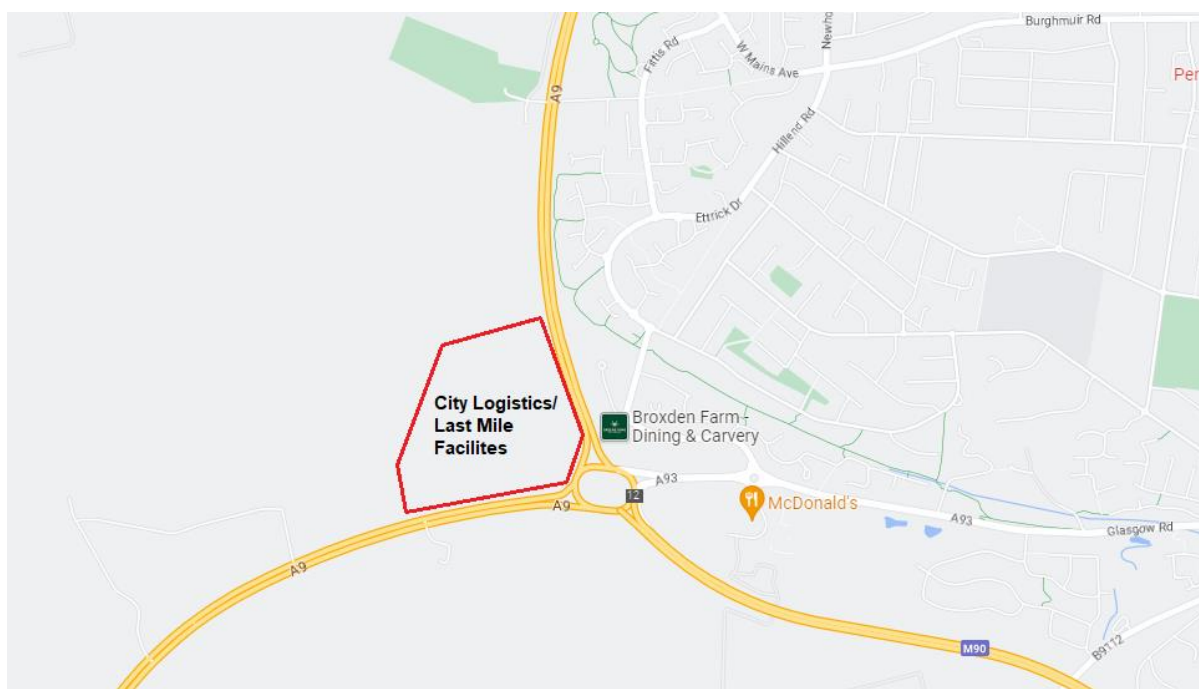 Burghmuir Rd
Newho
W Mains Ave
Fittis Rd
Per
A9
Hillend Rd
Ettrick Dr
City Logistics/
Last Mile
Facilites
Broxden Farm -
Dining & Carvery
A93
12
A9
McDonald's
A93
Glasgow Rd
A9
M90
B9112